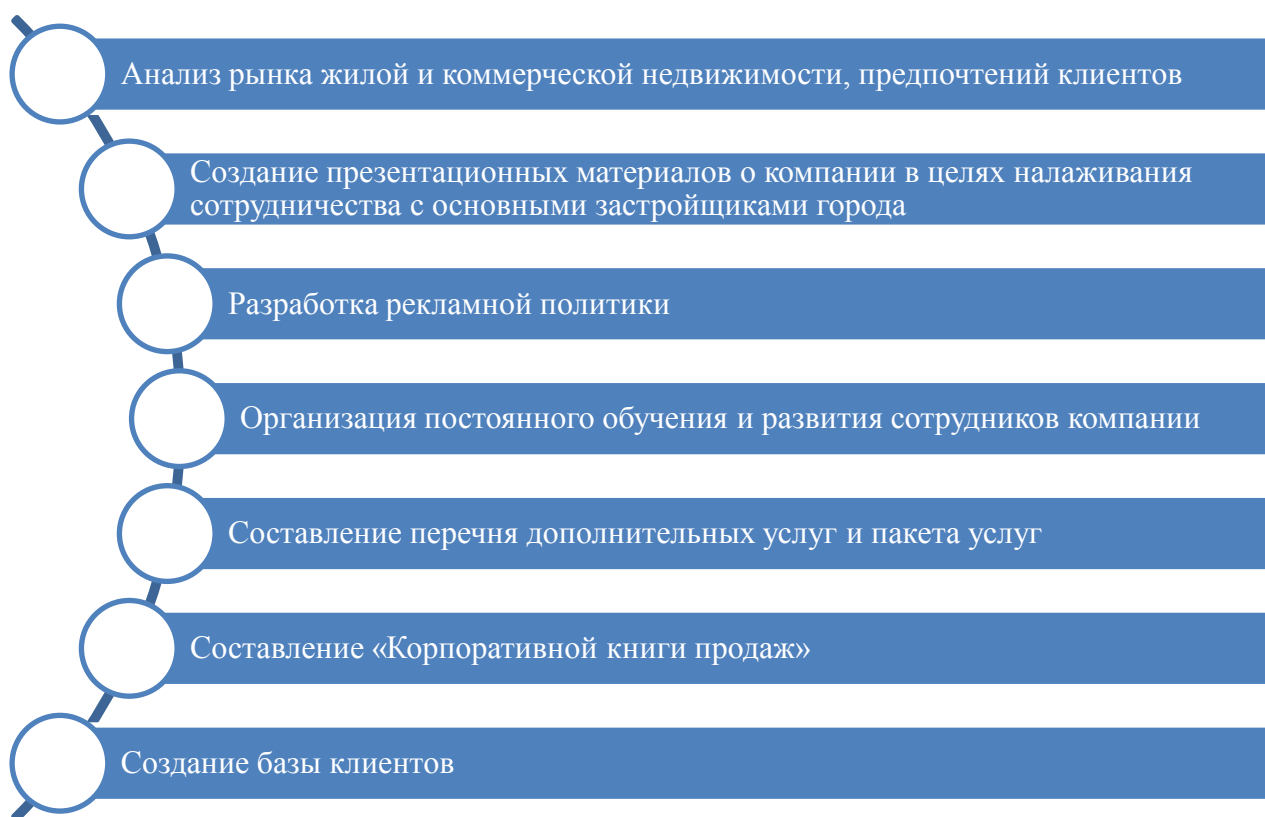 Анализ рынка жилой и коммерческой недвижимости, предпочтений клиентов
Создание презентационных материалов о компании в целях налаживания
сотрудничества с основными застройщиками города
Разработка рекламной политики
Организация постоянного обучения и развития сотрудников компании
Составление перечня дополнительных услуг и пакета услуг
Составление «Корпоративной книги продаж»
Создание базы клиентов